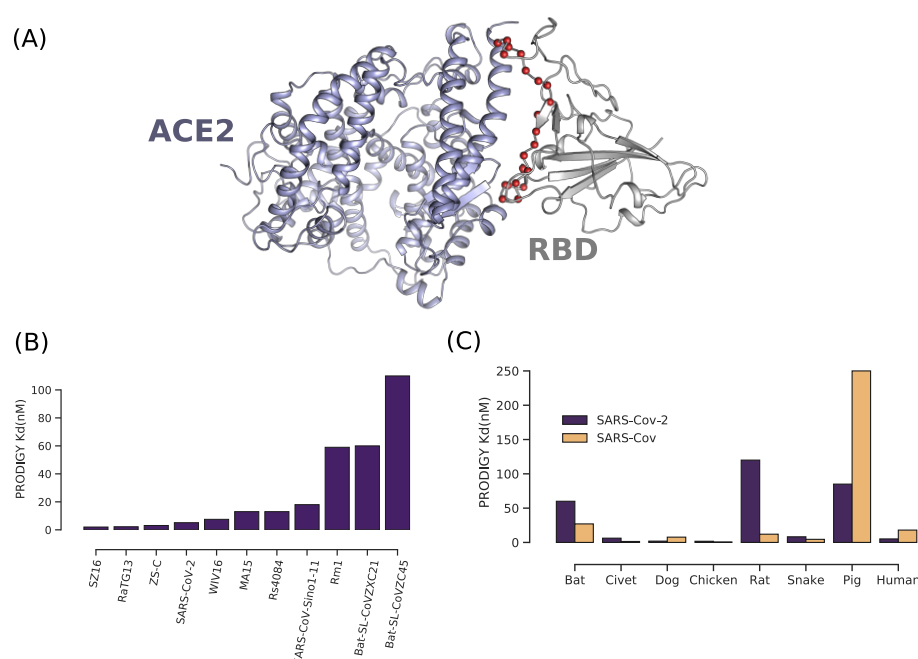 (A)
ACE2
RBD
(B)
PRODIGY Kd(nM)
100
80
60
40
20
0
SZ16
RaTG13
ZS-C
SARS-CoV-2
WIV16
MA15
Rs4084
ARS-CoV-Sino1-11
Rm1
Bat-SL-CoVZXC21
Bat-SL-CoVZC45
(C)
PRODIGY Kd(nM)
250
200
150
100
50
0
SARS-Cov-2
SARS-Cov
Bat Civet Dog Chicken Rat Snake Pig Human